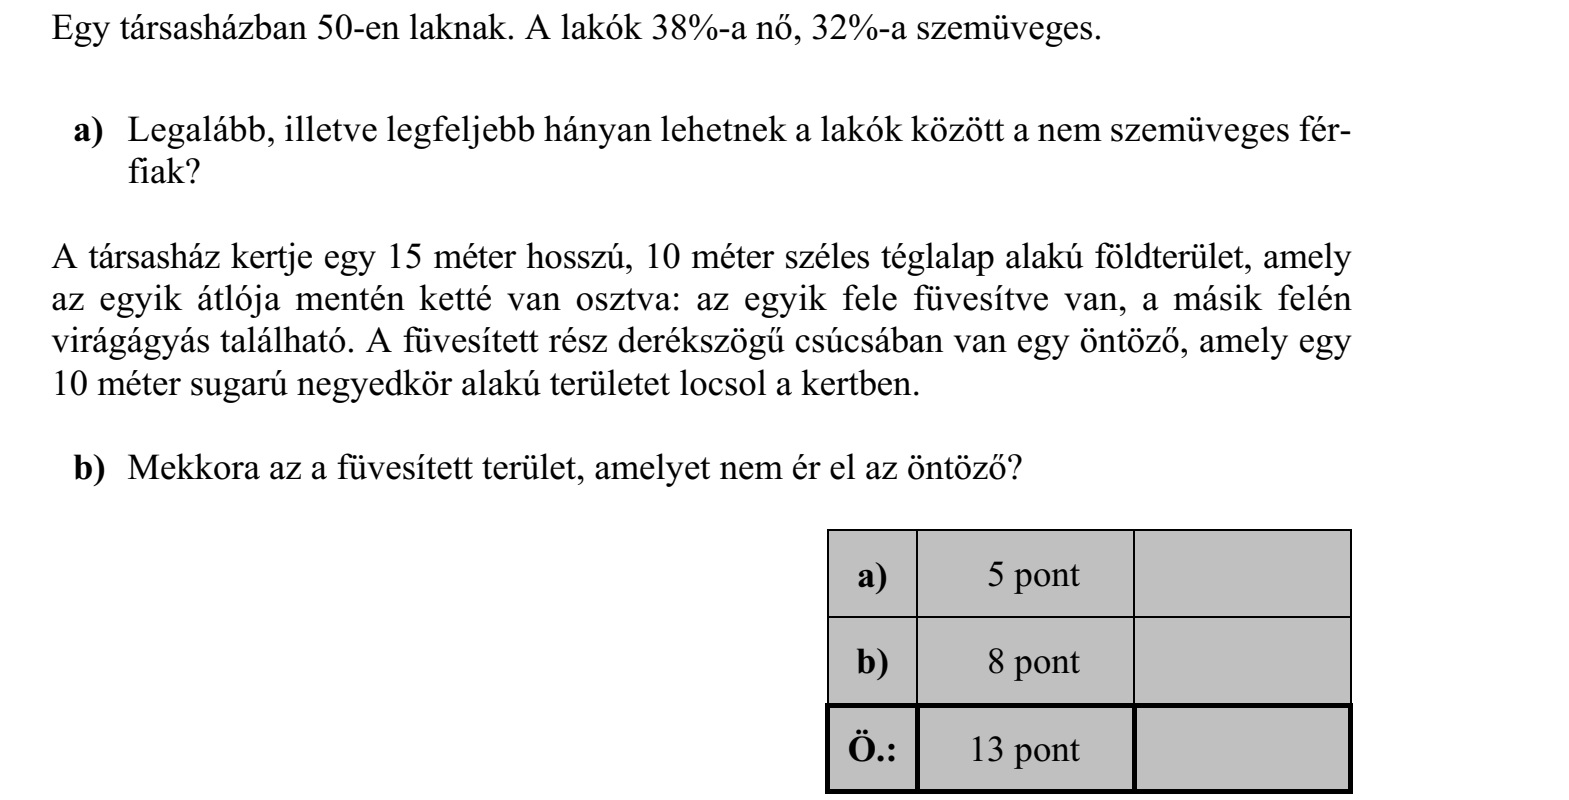 Egy társasházban 50-en laknak. A lakók 38%-a nő, 32%-a szemüveges.
a) Legalább, illetve legfeljebb hányan lehetnek a lakók között a nem szemüveges fér-
fiak?
A társasház kertje egy 15 méter hosszú, 10 méter széles téglalap alakú földterület, amely
az egyik átlója mentén ketté van osztva: az egyik fele füvesítve van, a másik felén
virágágyás található. A füvesített rész derékszögű csúcsában van egy öntöző, amely egy
10 méter sugarú negyedkör alakú területet locsol a kertben.
b) Mekkora az a füvesített terület, amelyet nem ér el az öntöző?
a) 5 pont
b) 8 pont
Ö.: 13 pont